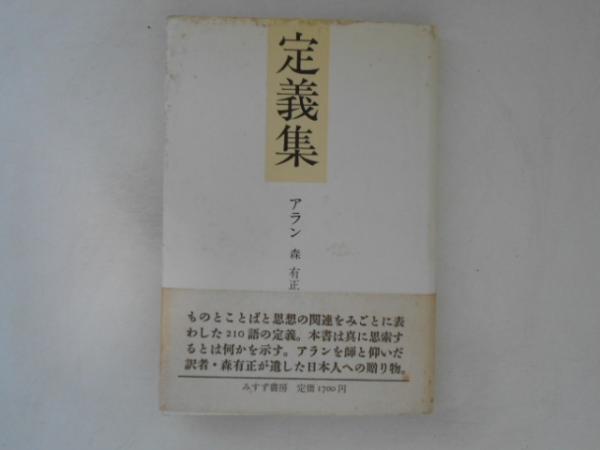 定義集
アラン
森 有正
ものとことばと思想の関連をみごとに表
わした210語の定義。本書は真に思索す
るとは何かを示す。アランを師と仰いだ
訳者・森有正が遺した日本人への贈り物。
みすず書房 定価1700円